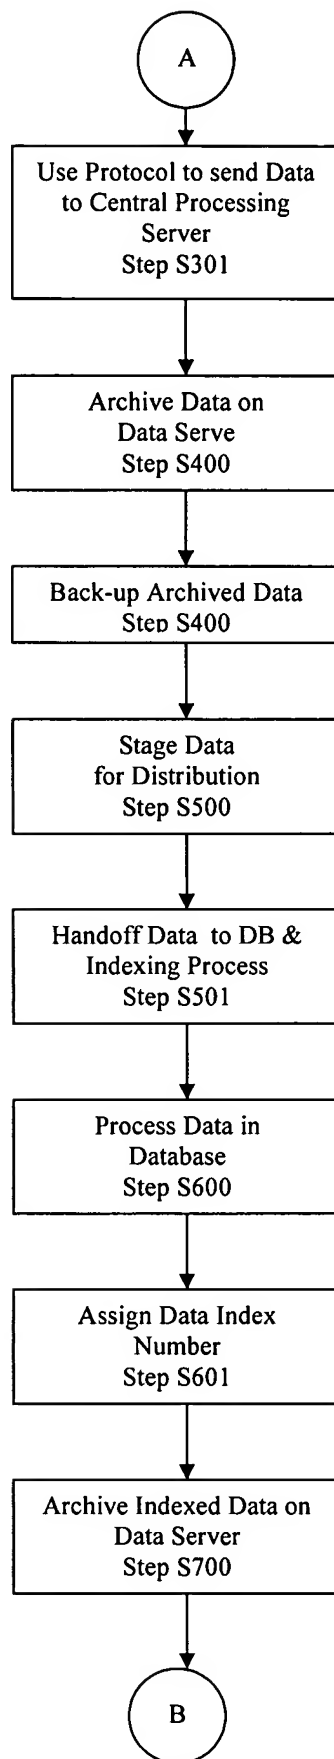 A
Use Protocol to send Data
to Central Processing
Server
Step S301
Archive Data on
Data Serve
Step S400
Back-up Archived Data
Step S400
Stage Data
for Distribution
Step S500
Handoff Data to DB &
Indexing Process
Step S501
Process Data in
Database
Step S600
Assign Data Index
Number
Step S601
Archive Indexed Data on
Data Server
Step S700
B